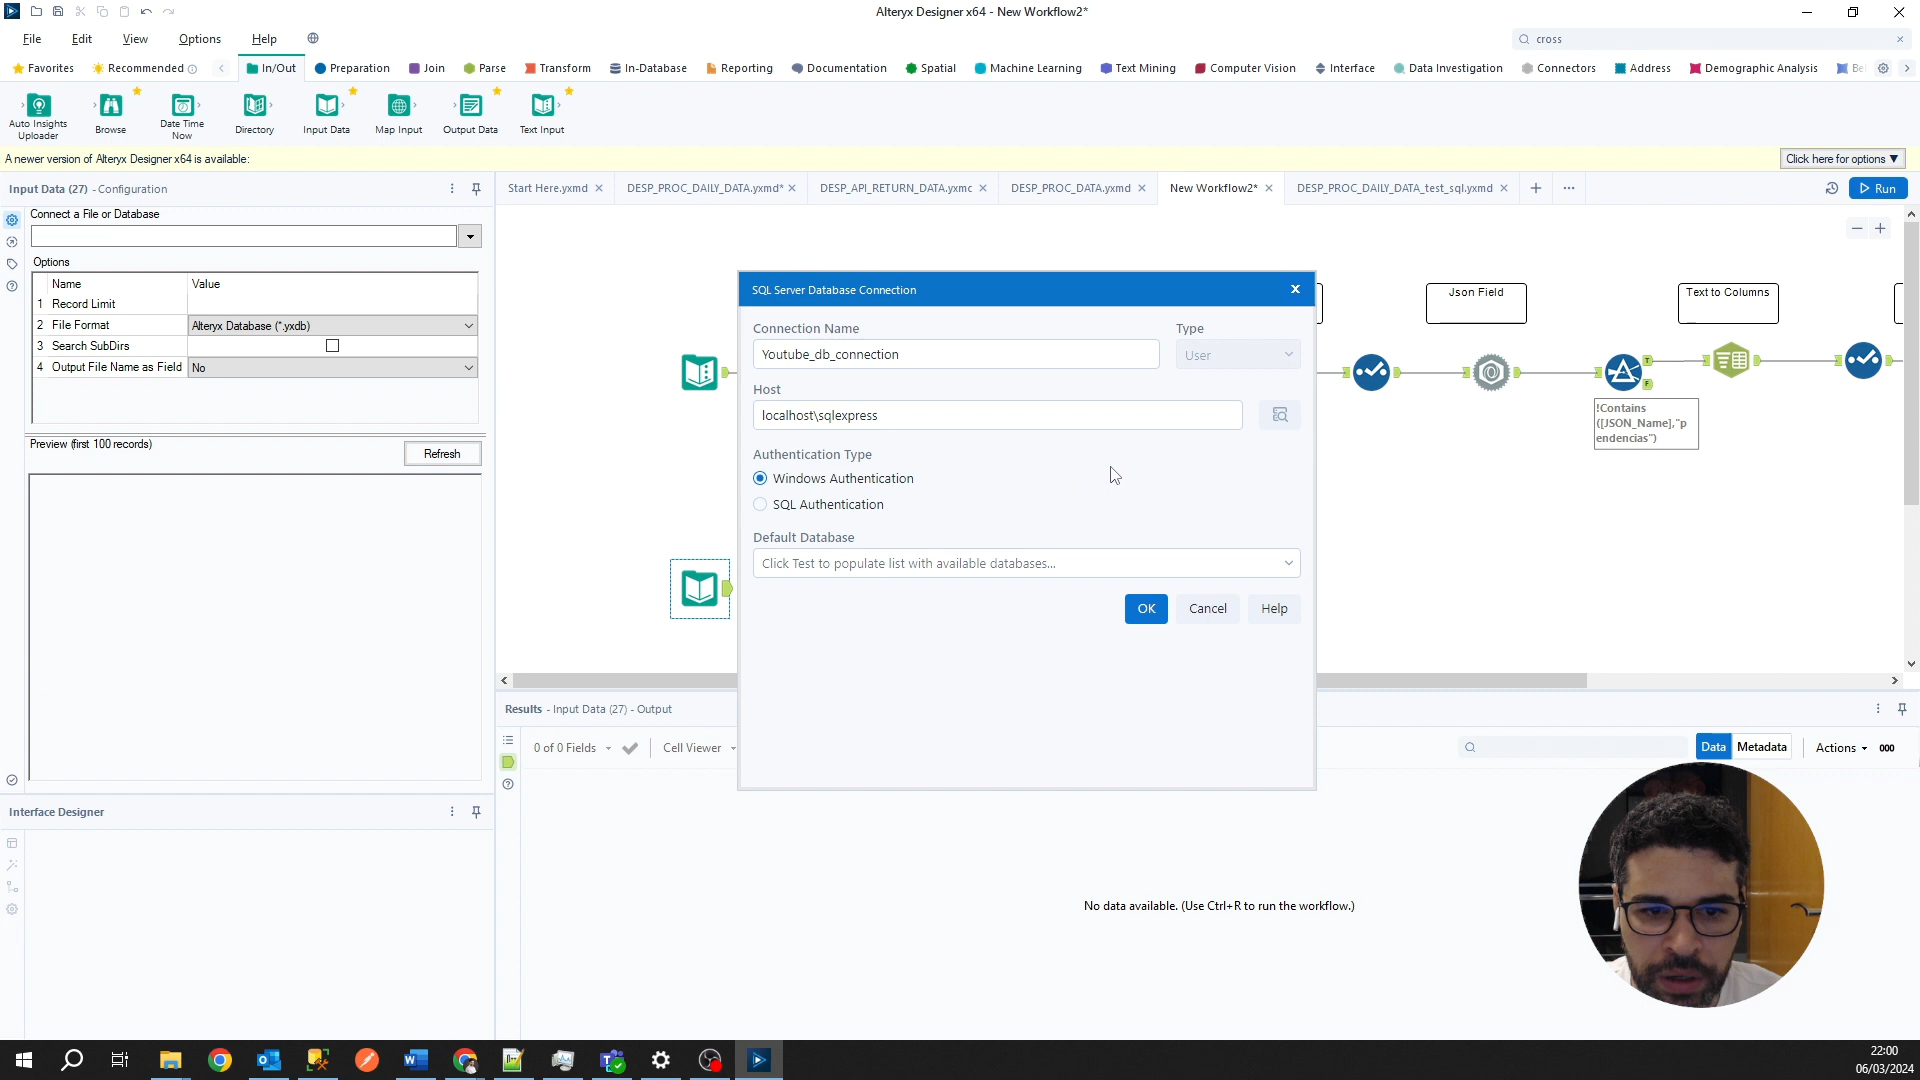 Alteryx Designer x64 - New Workflow2*
File
Edit
View
Options
Help
cross
Favorites
Recommended
In/Out
Preparation
Join
Parse
Transform
In-Database
Reporting
Documentation
Spatial
Machine Learning
Text Mining
Computer Vision
Interface
Data Investigation
Connectors
Address
Demographic Analysis
Be
Auto Insights
Uploader
Browse
Date Time
Now
Directory
Input Data
Map Input
Output Data
Text Input
A newer version of Alteryx Designer x64 is available:
Click here for options ▼
Input Data (27) - Configuration
Start Here.yxmd
DESP_PROC_DAILY_DATA.yxmd*
DESP_API_RETURN_DATA.yxmc
DESP_PROC_DATA.yxmd
New Workflow2*
DESP_PROC_DAILY_DATA_test_sql.yxmd
Run
Connect a File or Database
Options
Name
Value
1 Record Limit
2 File Format
Alteryx Database (*.yxdb)
3 Search SubDirs
4 Output File Name as Field
No
Preview (first 100 records)
Refresh
SQL Server Database Connection
Connection Name
Type
Youtube_db_connection
User
Host
localhost\sqlexpress
Authentication Type
Windows Authentication
SQL Authentication
Default Database
Click Test to populate list with available databases...
OK
Cancel
Help
Json Field
Text to Columns
T
F
!Contains
([JSON_Name],"p
endencias")
Results - Input Data (27) - Output
0 of 0 Fields
Cell Viewer
Data
Metadata
Actions
000
No data available. (Use Ctrl+R to run the workflow.)
Interface Designer
22:00
06/03/2024